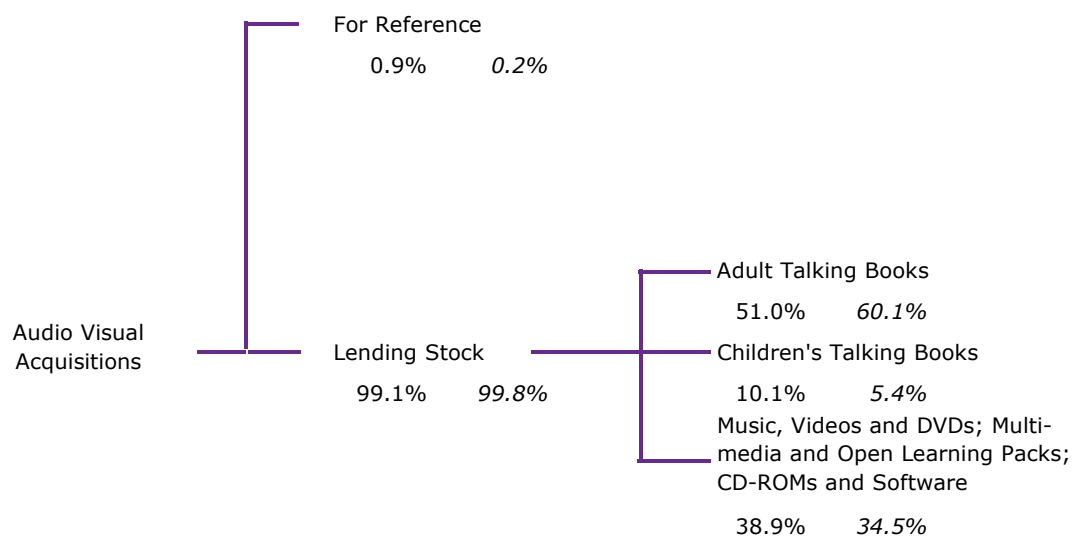 For Reference
0.9% 0.2%
Audio Visual
Acquisitions
Lending Stock
99.1% 99.8%
Adult Talking Books
51.0% 60.1%
Children's Talking Books
10.1% 5.4%
Music, Videos and DVDs; Multi-
media and Open Learning Packs;
CD-ROMs and Software
38.9% 34.5%